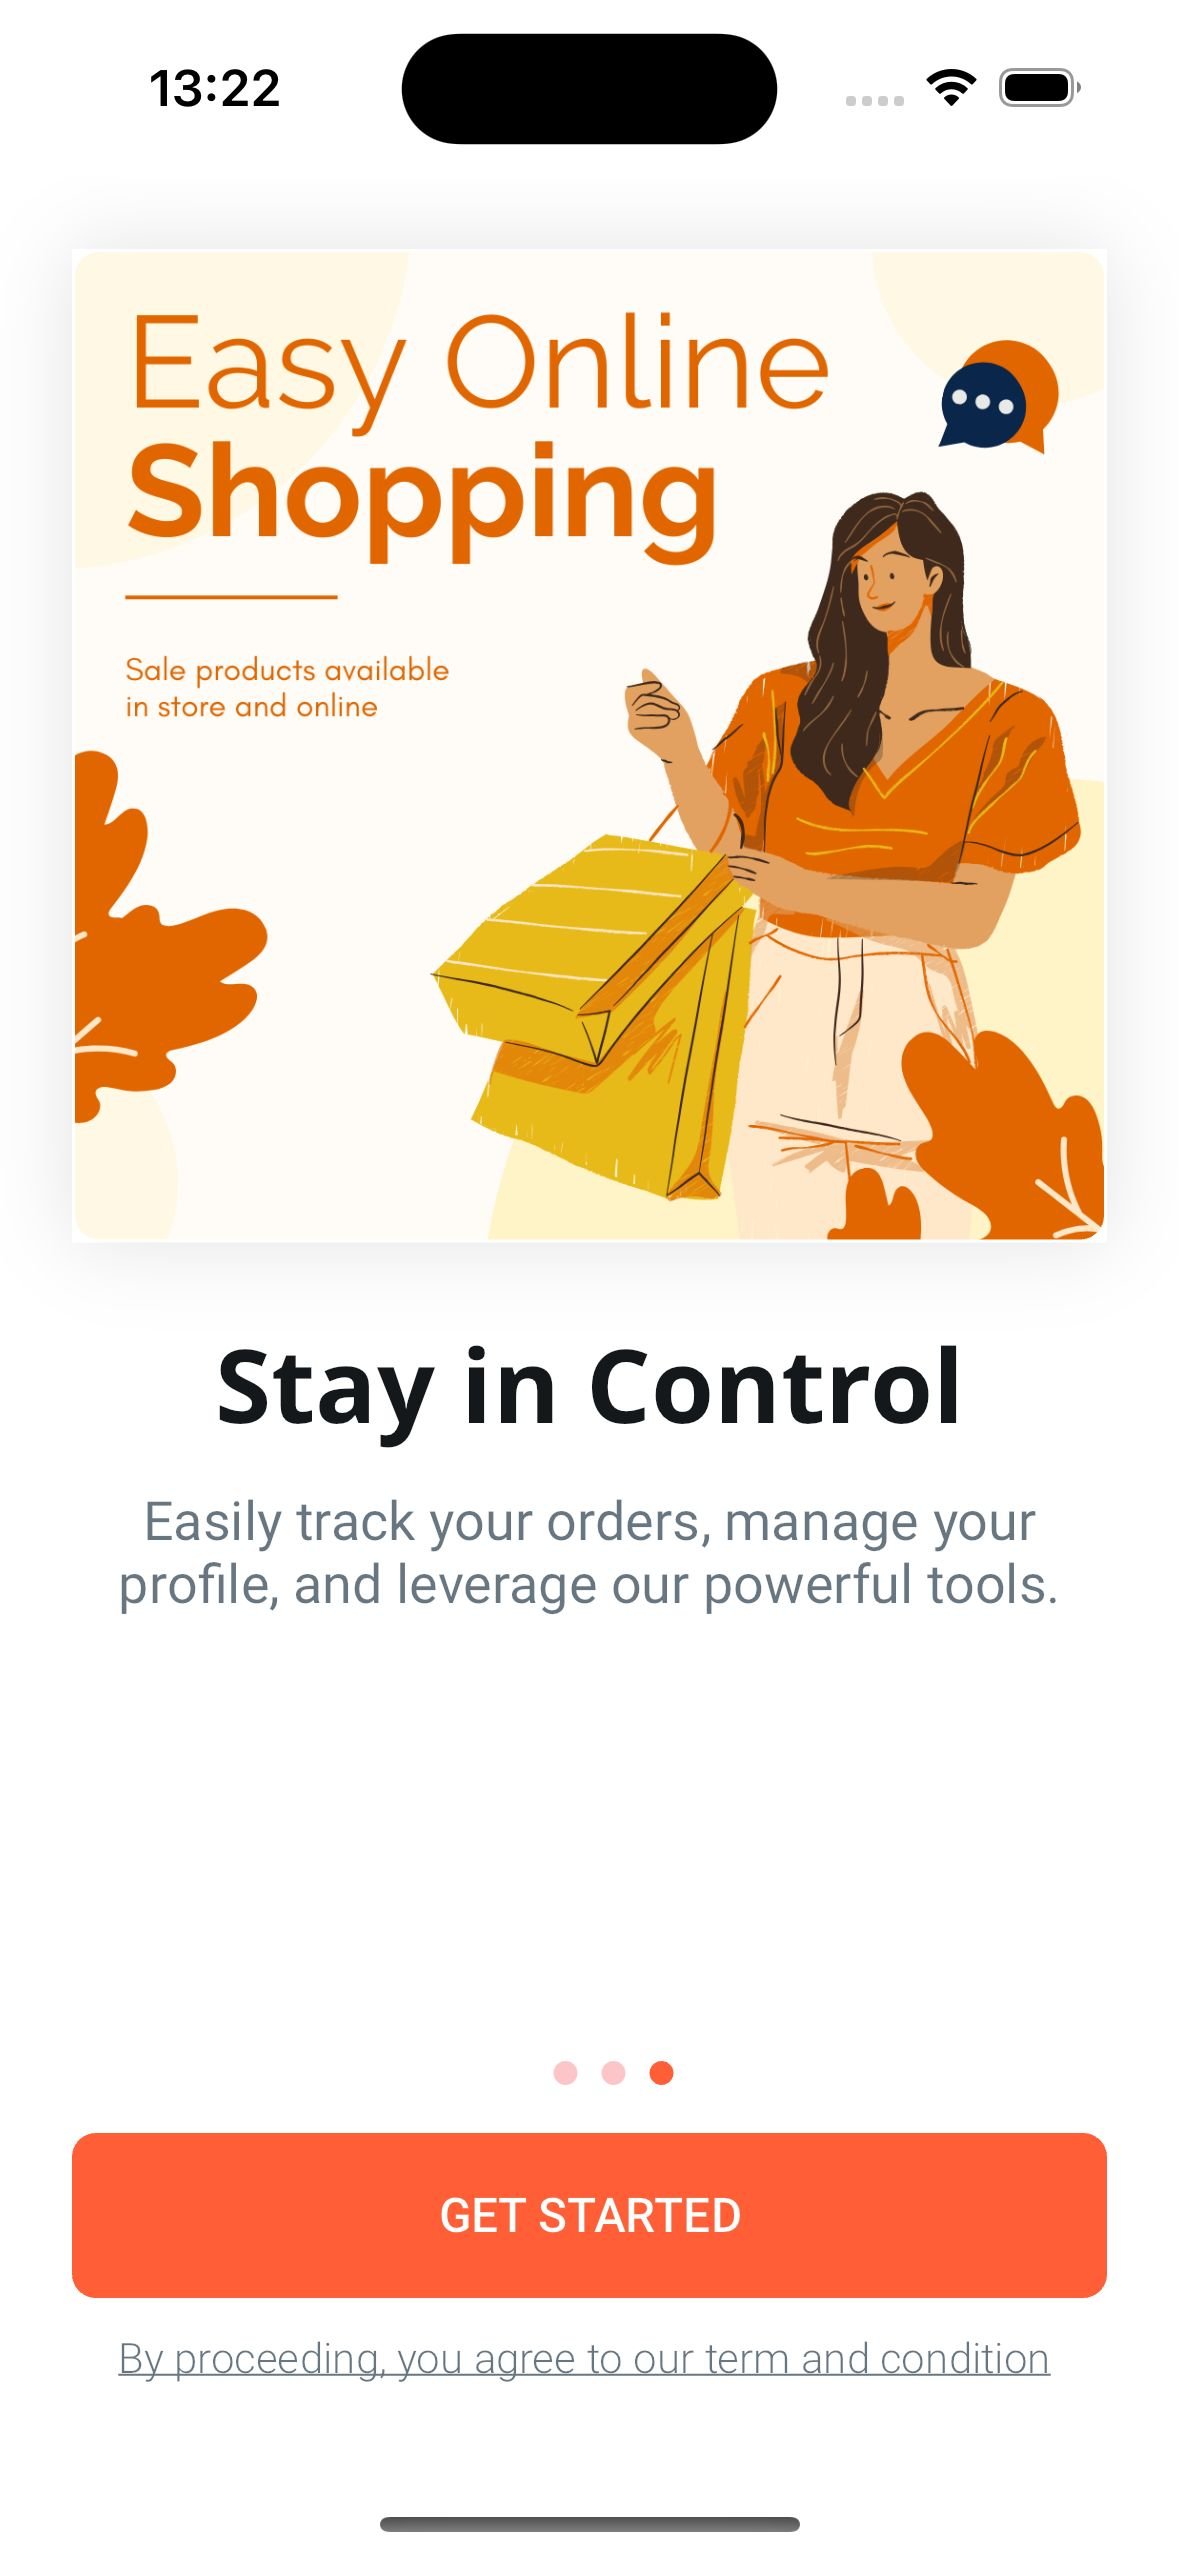 13:22
Easy Online
Shopping
Sale products available
in store and online
Stay in Control
Easily track your orders, manage your
profile, and leverage our powerful tools.
GET STARTED
By proceeding, you agree to our term and condition